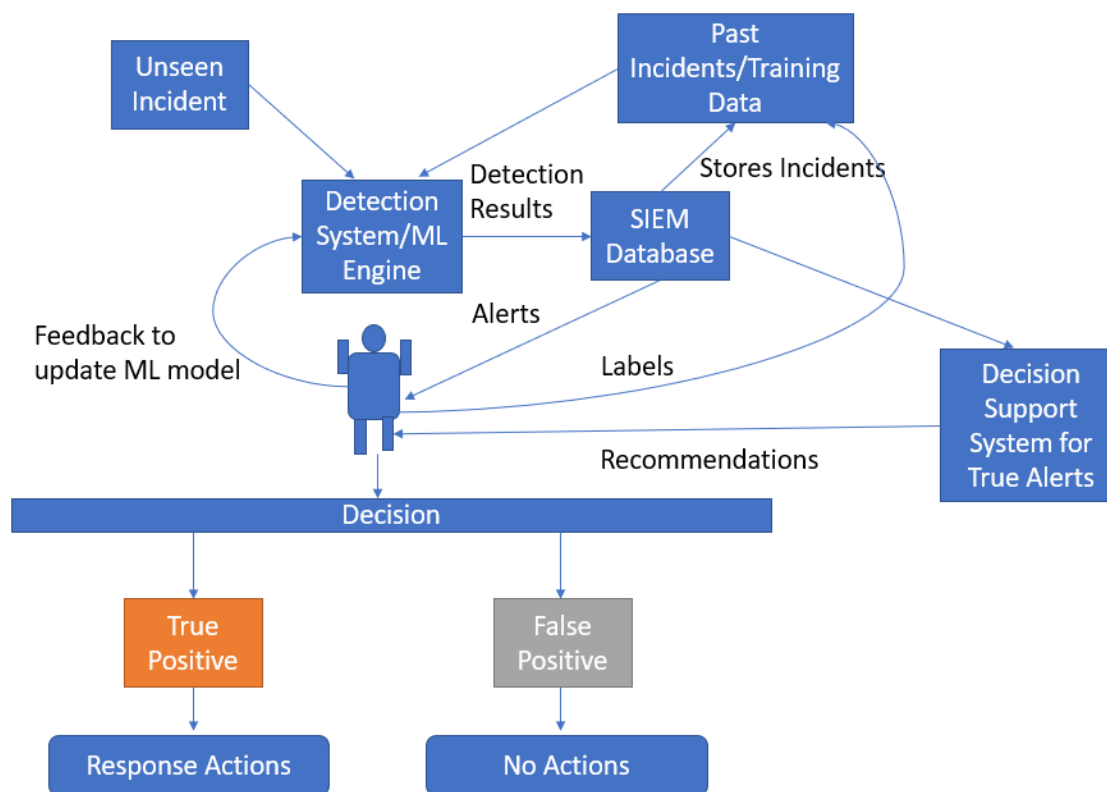 Unseen
Incident
Past
Incidents/Training
Data
Detection
System/ML
Engine
Detection
Results
SIEM
Database
Stores Incidents
Alerts
Feedback to
update ML model
Labels
Decision
Support
System for
True Alerts
Recommendations
Decision
True
Positive
False
Positive
Response Actions
No Actions